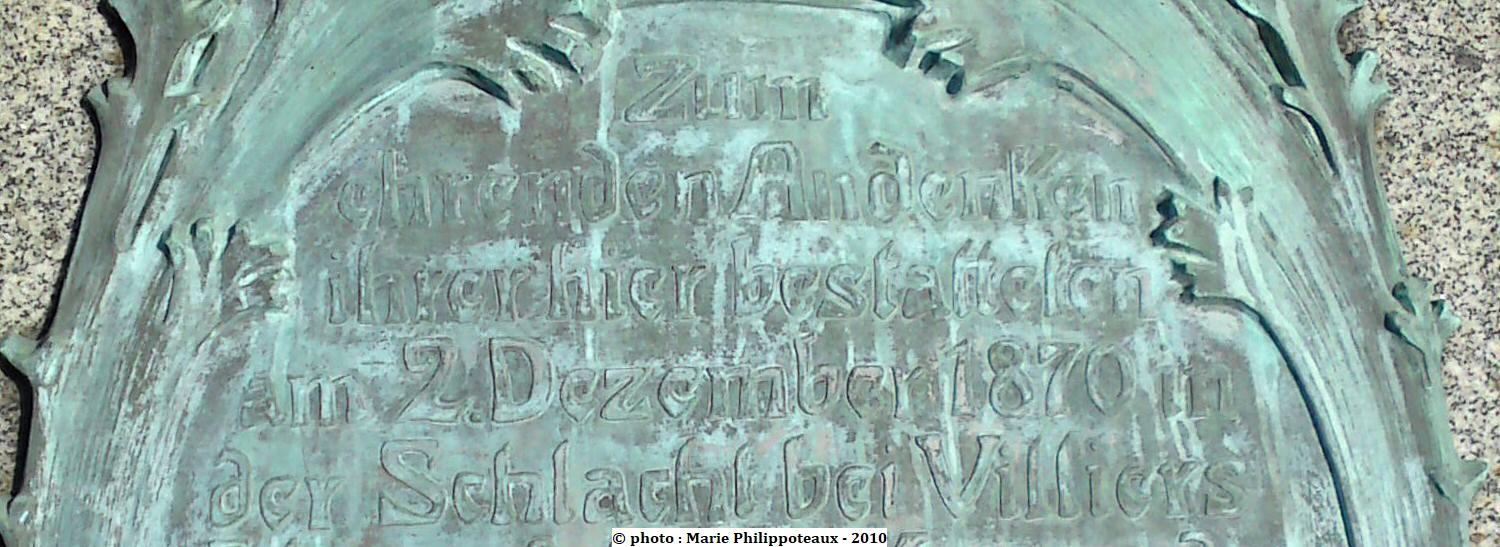 Zum
ehrenden Andenken
ihrer hier bestatteten
am 2. Dezember 1870 in
der Schlacht bei Villiers
© photo : Marie Philippoteaux - 2010